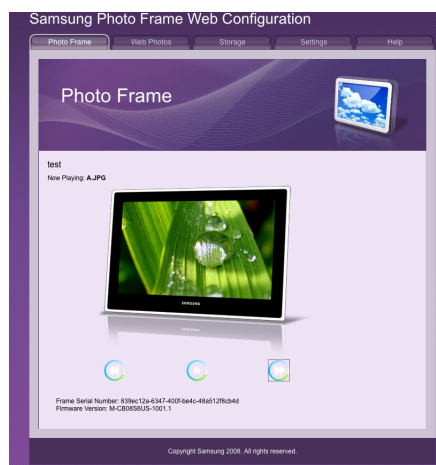 Samsung Photo Frame Web Configuration
Photo Frame Web Photos Storage Settings Help
Photo Frame
test
Now Playing: A.JPG
SAMSUNG
Frame Serial Number: 839ec12a-6347-400f-be4c-48a512f8cb4d
Firmware Version: M-CB08S6US-1001.1
Copyright Samsung 2008. All rights reserved.